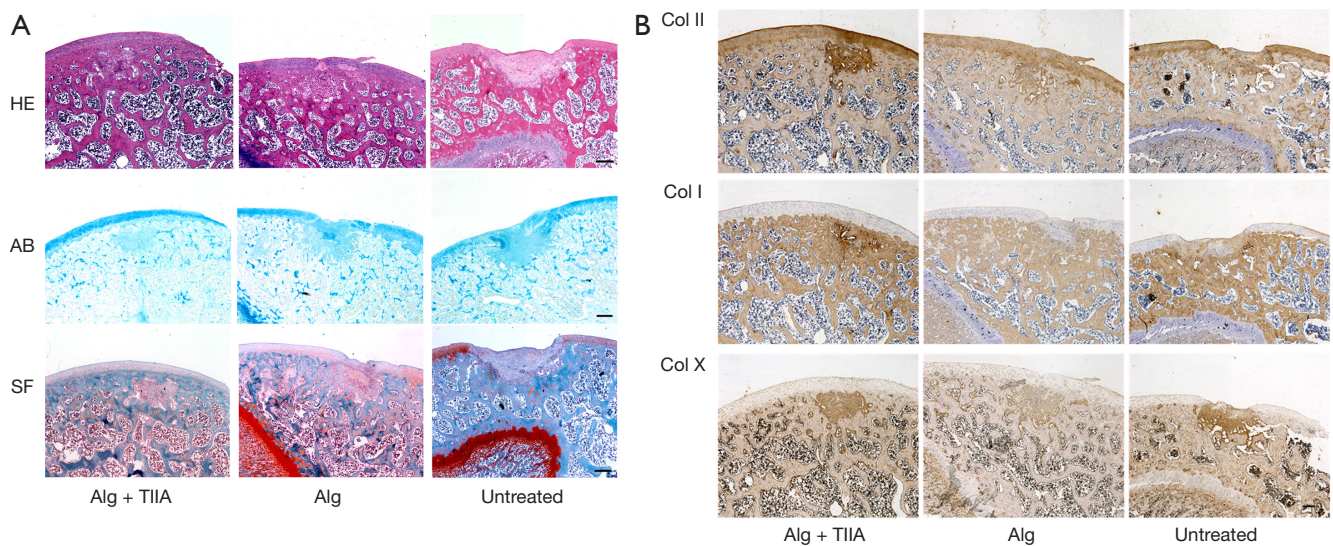 A
HE
AB
SF
Alg + TIIA
Alg
Untreated
B
Col II
Col I
Col X
Alg + TIIA
Alg
Untreated